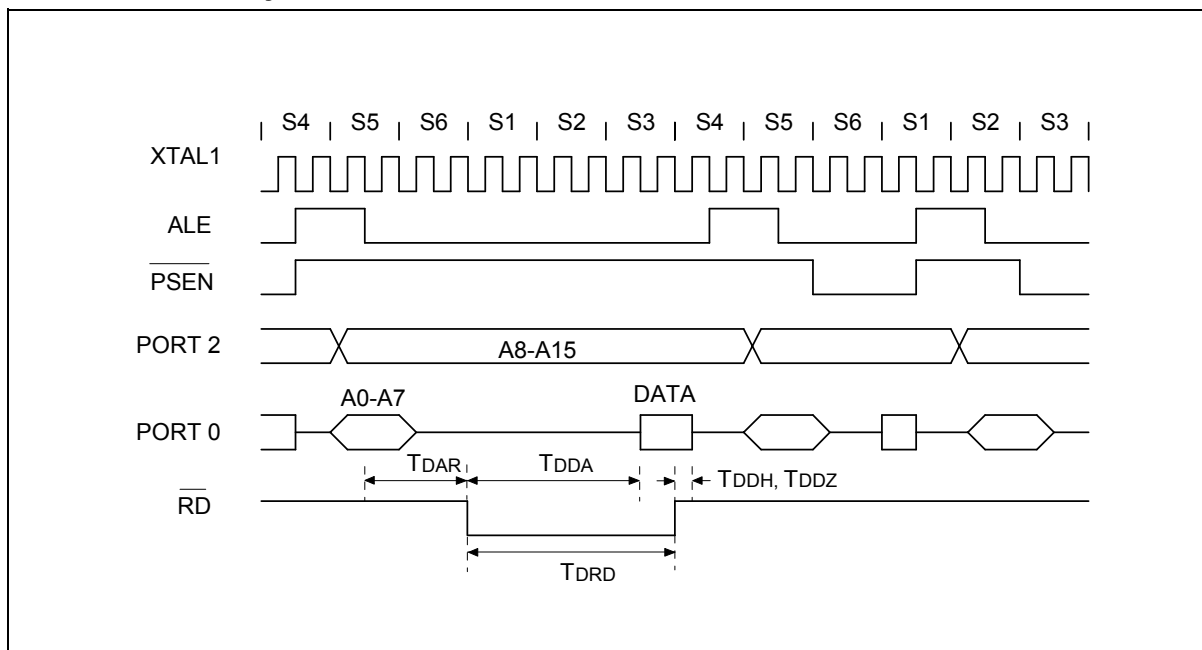 S4 S5 S6 S1 S2 S3 S4 S5 S6 S1 S2 S3
XTAL1
ALE
PSEN
PORT 2
A8-A15
A0-A7
DATA
PORT 0
TDAR
TDDA
TDDH, TDDZ
RD
TDRD